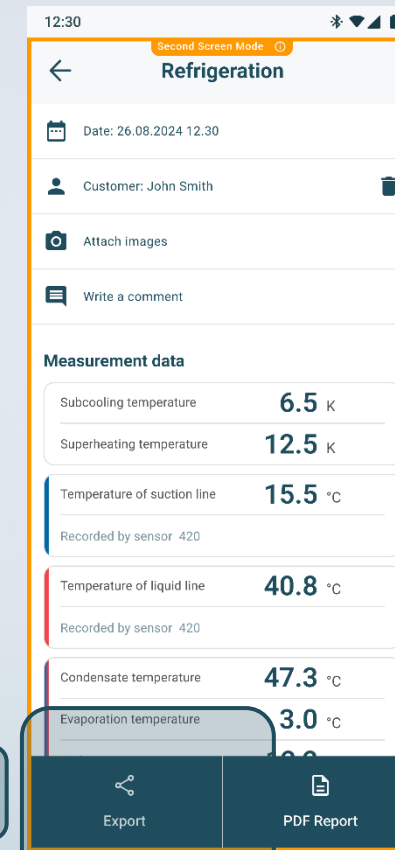 12:30
Second Screen Mode
Refrigeration
Date: 26.08.2024 12.30
Customer: John Smith
Attach images
Write a comment
Measurement data
Subcooling temperature 6.5 K
Superheating temperature 12.5 K
Temperature of suction line 15.5 °C
Recorded by sensor 420
Temperature of liquid line 40.8 °C
Recorded by sensor 420
Condensate temperature 47.3 °C
Evaporation temperature 3.0 °C
Export
PDF Report